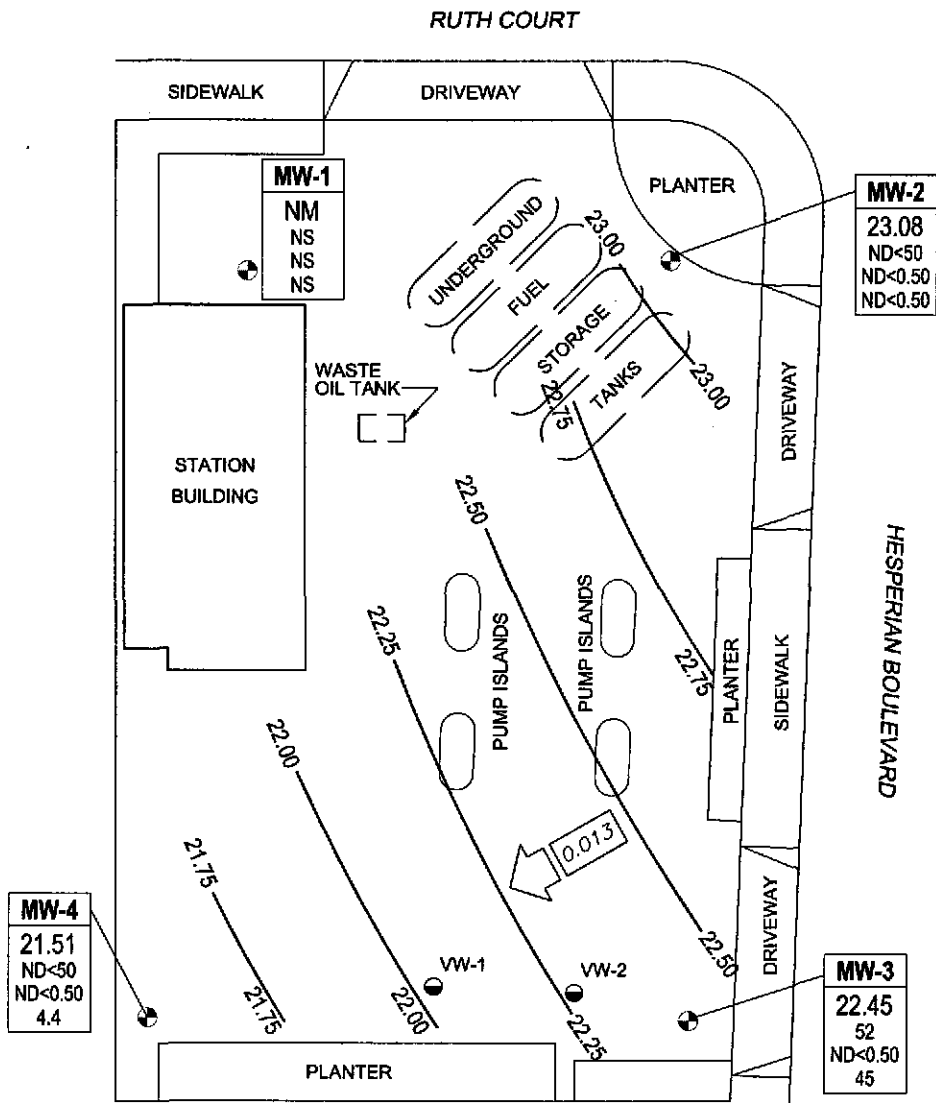 RUTH COURT
SIDEWALK
DRIVEWAY
PLANTER
MW-1
NM
NS
NS
NS
MW-2
23.08
ND<50
ND<0.50
ND<0.50
UNDERGROUND
FUEL
STORAGE
TANKS
23.00
23.00
WASTE
OIL TANK
22.75
22.75
STATION
BUILDING
DRIVEWAY
HESPERIAN BOULEVARD
22.50
22.50
PUMP ISLANDS
PUMP ISLANDS
PLANTER
SIDEWALK
22.25
22.25
22.00
22.00
0.013
21.75
21.75
DRIVEWAY
MW-4
21.51
ND<50
ND<0.50
4.4
VW-1
VW-2
MW-3
22.45
52
ND<0.50
45
PLANTER